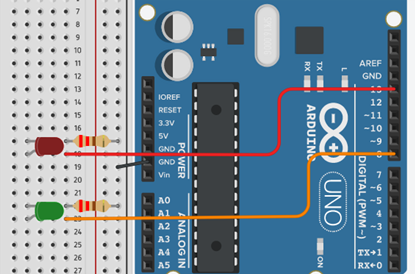 7
8
9
10
11
12
13
14
15
16
17
19
20
21
22
24
25
26
27
IOREF
RESET
3.3V
5V
GND
GND
Vin
POWER
A0
A1
A2
A3
A4
A5
ANALOG IN
RX
TX
L
ARDUINO
UNO
ON
AREF
GND
13
12
~11
~10
~9
8
7
~6
~5
4
~3
2
TX→1
RX←0
DIGITAL (PWM~)